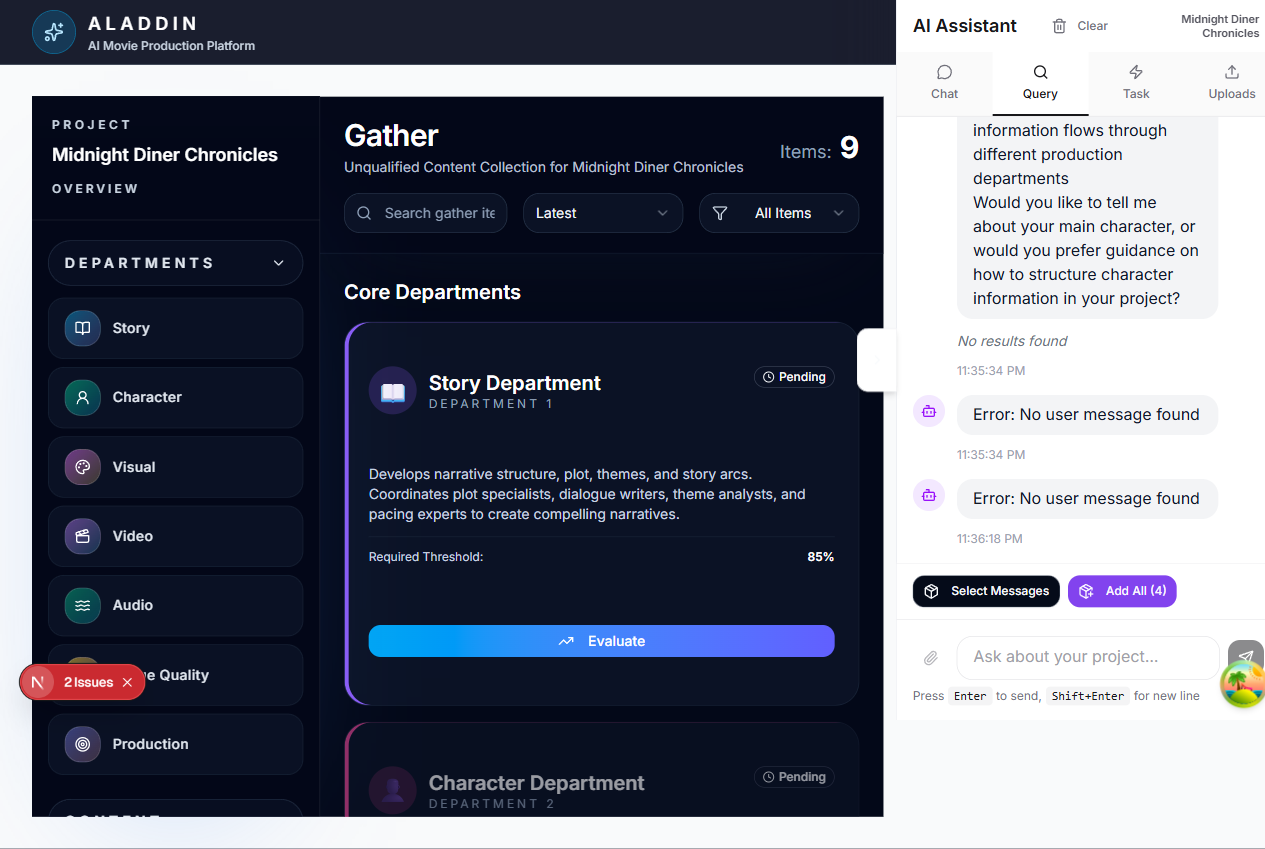 ALADDIN
AI Movie Production Platform
PROJECT
Midnight Diner Chronicles
OVERVIEW
DEPARTMENTS
Story
Character
Visual
Video
Audio
e Quality
Production
N 2 Issues
Gather
Unqualified Content Collection for Midnight Diner Chronicles
Items: 9
Search gather ite
Latest
All Items
Core Departments
Story Department
DEPARTMENT 1
Pending
Develops narrative structure, plot, themes, and story arcs.
Coordinates plot specialists, dialogue writers, theme analysts, and
pacing experts to create compelling narratives.
Required Threshold:
85%
Evaluate
Character Department
DEPARTMENT 2
Pending
AI Assistant
Clear
Midnight Diner
Chronicles
Chat
Query
Task
Uploads
information flows through
different production
departments
Would you like to tell me
about your main character, or
would you prefer guidance on
how to structure character
information in your project?
No results found
11:35:34 PM
Error: No user message found
11:35:34 PM
Error: No user message found
11:36:18 PM
Select Messages
Add All (4)
Ask about your project...
Press Enter to send, Shift+Enter for new line